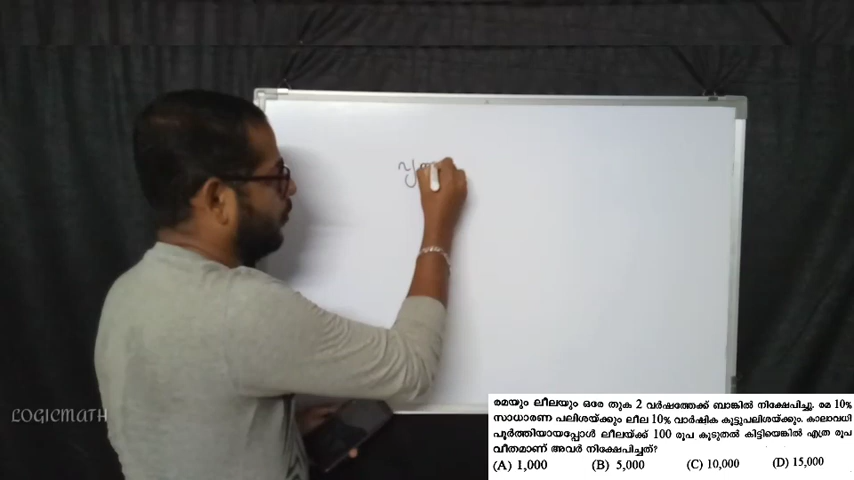 LOGICMATH
രമയും ലീലയും ഒരേ തുക 2 വർഷത്തേക്ക് ബാങ്കിൽ നിക്ഷേപിച്ചു. രമ 10%
സാധാരണ പലിശയ്ക്കും ലീല 10% വാർഷിക കൂട്ടുപലിശയ്ക്കും. കാലാവധി
പൂർത്തിയായപ്പോൾ ലീലയ്ക്ക് 100 രൂപ കൂടുതൽ കിട്ടിയെങ്കിൽ എത്ര രൂപ
വീതമാണ് അവർ നിക്ഷേപിച്ചത്?
(A) 1,000 (B) 5,000 (C) 10,000 (D) 15,000